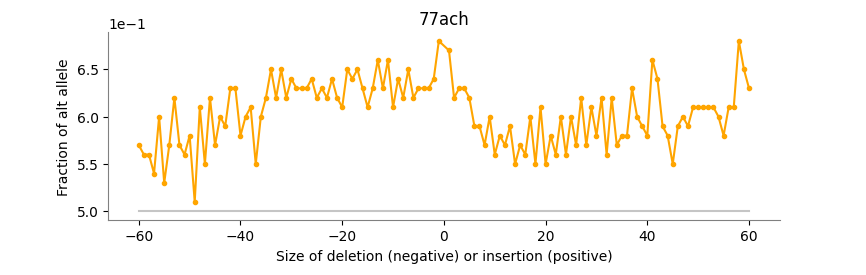 77ach
1e−1
Fraction of alt allele
6.5
6.0
5.5
5.0
−60 −40 −20 0 20 40 60
Size of deletion (negative) or insertion (positive)